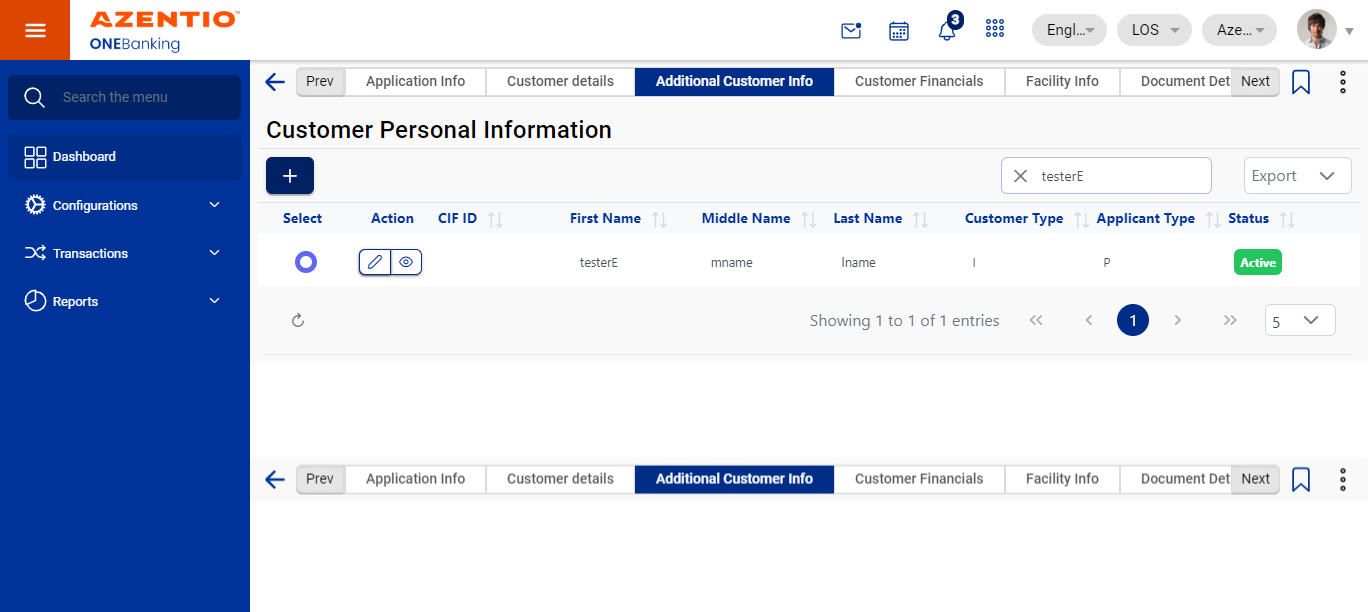 AZENTIO™
ONEBanking
3
Engl...
LOS
Aze...
Search the menu
Dashboard
Configurations
Transactions
Reports
Prev Application Info Customer details Additional Customer Info Customer Financials Facility Info Document Det Next
Customer Personal Information
+ testerE Export
Select Action CIF ID First Name Middle Name Last Name Customer Type Applicant Type Status
testerE mname lname I P Active
Showing 1 to 1 of 1 entries 1 5
Prev Application Info Customer details Additional Customer Info Customer Financials Facility Info Document Det Next